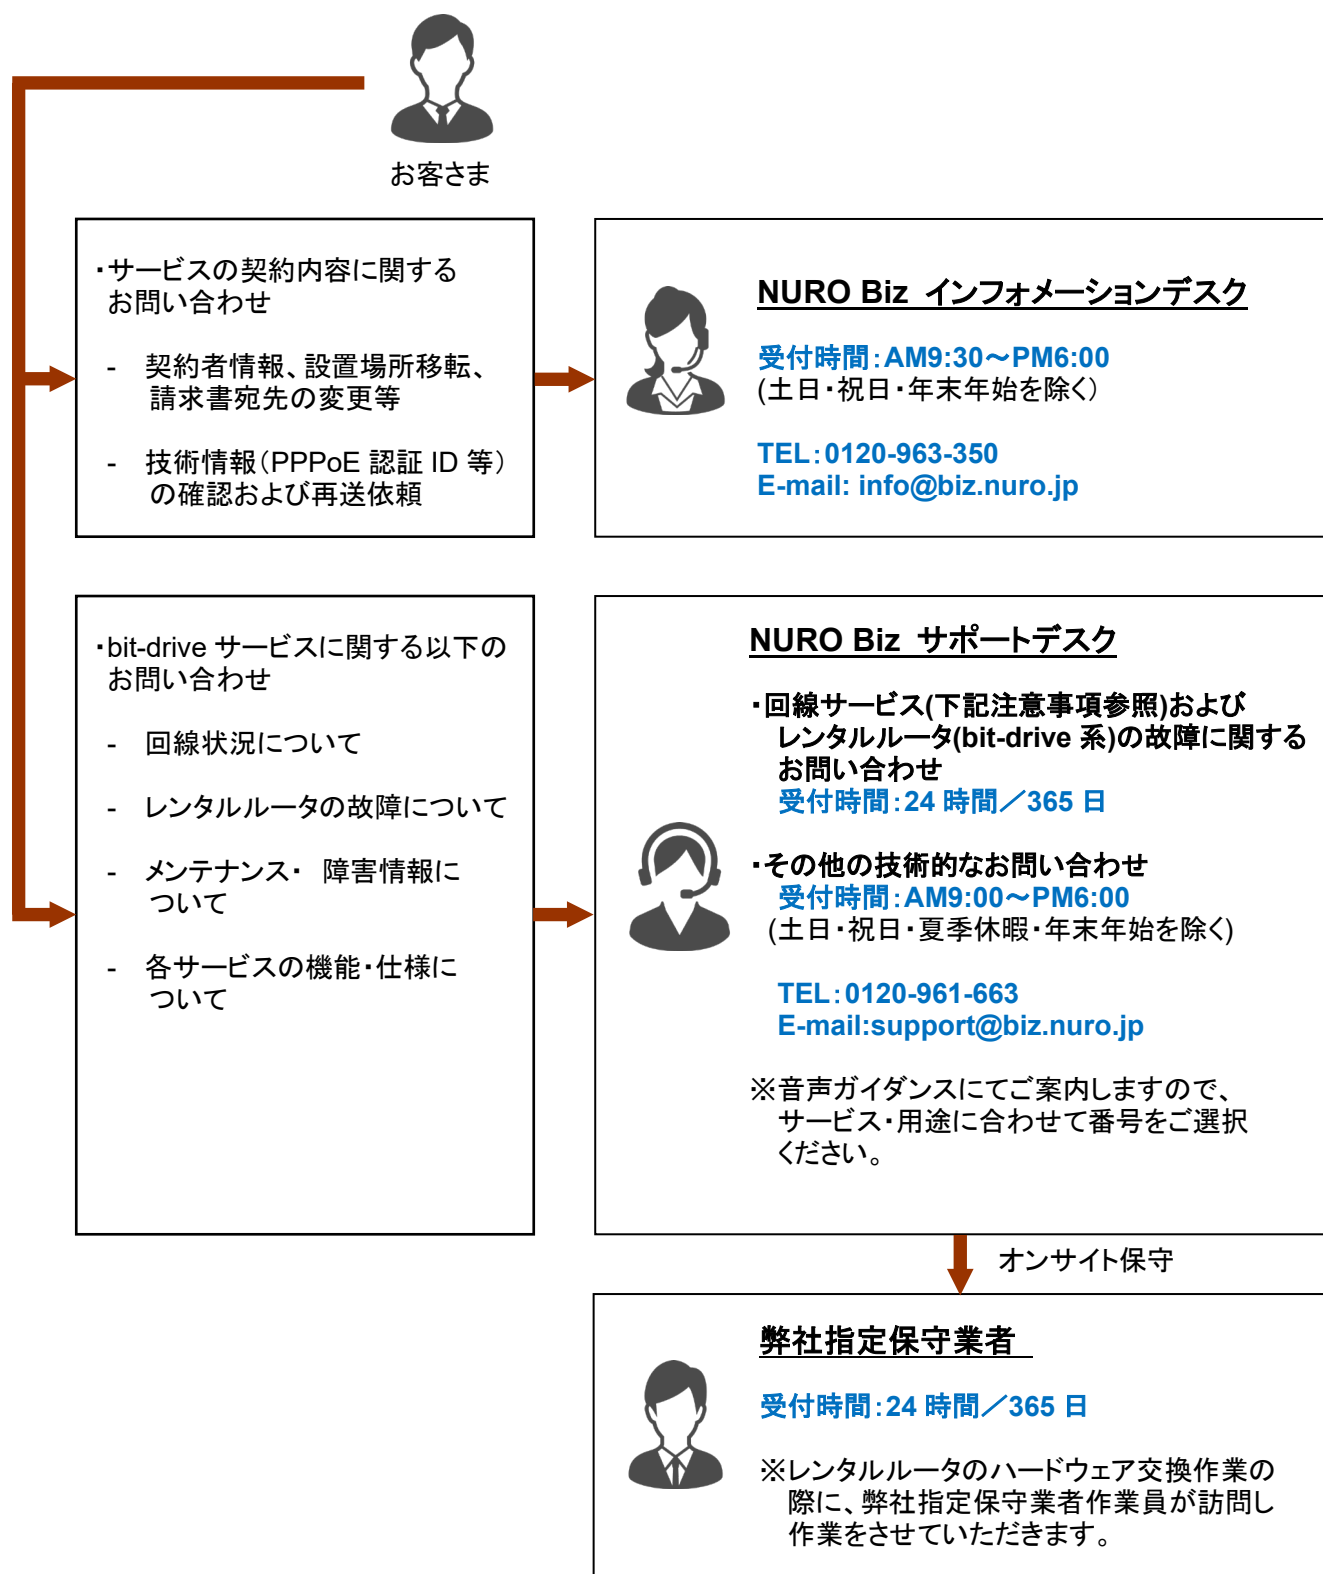 お客さま
・サービスの契約内容に関する
お問い合わせ
- 契約者情報、設置場所移転、
請求書宛先の変更等
- 技術情報（PPPoE 認証 ID 等）
の確認および再送依頼
NURO Biz インフォメーションデスク
受付時間：AM9:30～PM6:00
(土日・祝日・年末年始を除く）
TEL：0120-963-350
E-mail: info@biz.nuro.jp
・bit-drive サービスに関する以下の
お問い合わせ
- 回線状況について
- レンタルルータの故障について
- メンテナンス・ 障害情報に
ついて
- 各サービスの機能・仕様に
ついて
NURO Biz サポートデスク
・回線サービス(下記注意事項参照)および
レンタルルータ(bit-drive 系)の故障に関する
お問い合わせ
受付時間：24 時間／365 日
・その他の技術的なお問い合わせ
受付時間：AM9:00～PM6:00
(土日・祝日・夏季休暇・年末年始を除く)
TEL：0120-961-663
E-mail:support@biz.nuro.jp
※音声ガイダンスにてご案内しますので、
サービス・用途に合わせて番号をご選択
ください。
オンサイト保守
弊社指定保守業者
受付時間：24 時間／365 日
※レンタルルータのハードウェア交換作業の
際に、弊社指定保守業者作業員が訪問し
作業をさせていただきます。